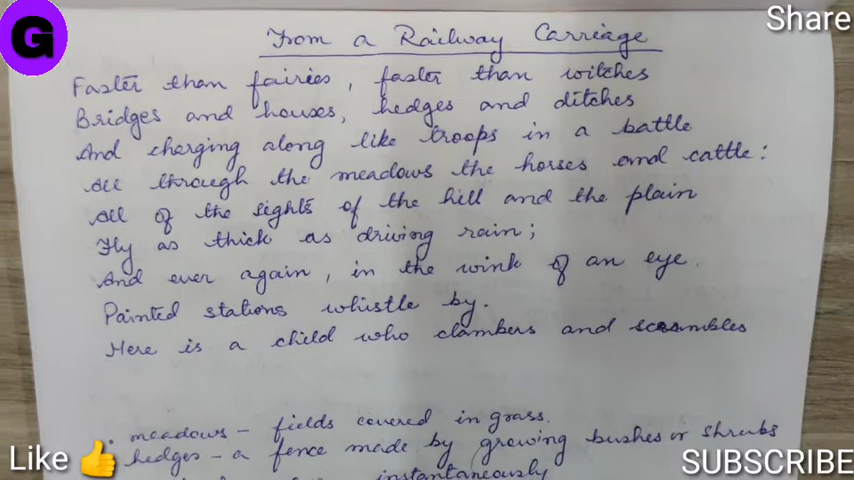 G
Share
From a Railway Carriage
Faster than fairies, faster than witches
Bridges and houses, hedges and ditches
And charging along like troops in a battle
All through the meadows the horses and cattle:
All of the sights of the hill and the plain
Fly as thick as driving rain;
And ever again, in the wink of an eye.
Painted stations whistle by.
Here is a child who clambers and scrambles
• meadows - fields covered in grass.
hedges - a fence made by growing bushes or shrubs
instantaneously
Like
SUBSCRIBE